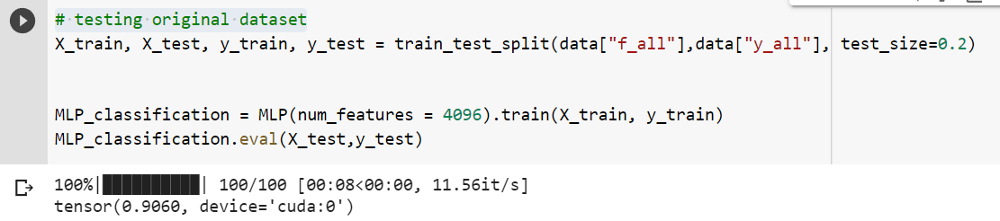 # testing original dataset
X_train, X_test, y_train, y_test = train_test_split(data["f_all"],data["y_all"], test_size=0.2)
MLP_classification = MLP(num_features = 4096).train(X_train, y_train)
MLP_classification.eval(X_test,y_test)
100%|██████████| 100/100 [00:08<00:00, 11.56it/s]
tensor(0.9060, device='cuda:0')